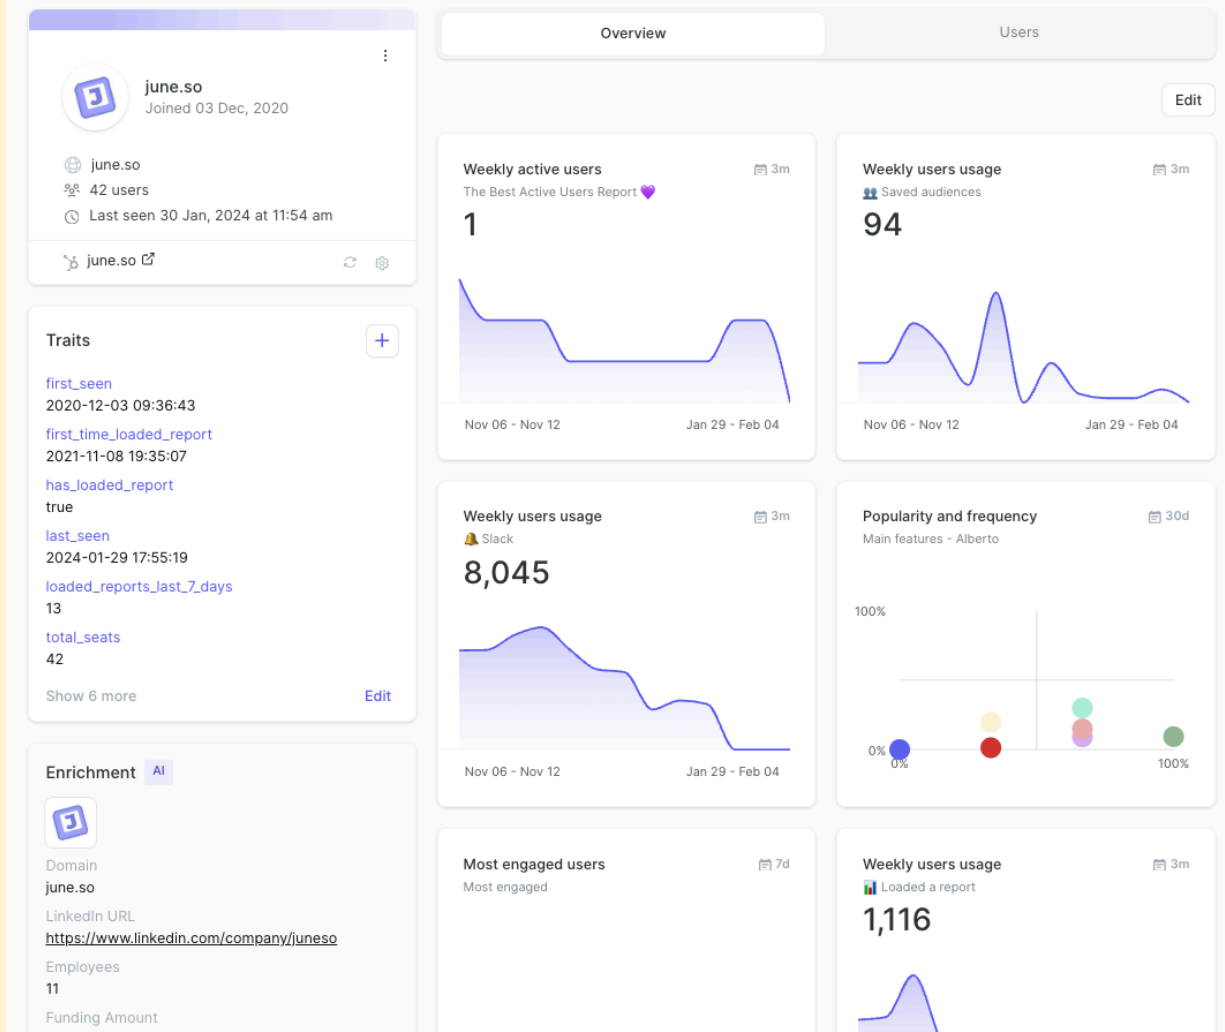 june.so
Joined 03 Dec, 2020
june.so
42 users
Last seen 30 Jan, 2024 at 11:54 am
june.so
Traits
+
first_seen
2020-12-03 09:36:43
first_time_loaded_report
2021-11-08 19:35:07
has_loaded_report
true
last_seen
2024-01-29 17:55:19
loaded_reports_last_7_days
13
total_seats
42
Show 6 more Edit
Enrichment AI
Domain
june.so
LinkedIn URL
https://www.linkedin.com/company/juneso
Employees
11
Funding Amount
Overview Users
Edit
Weekly active users 3m
The Best Active Users Report 💜
1
Nov 06 - Nov 12 Jan 29 - Feb 04
Weekly users usage 3m
👥 Saved audiences
94
Nov 06 - Nov 12 Jan 29 - Feb 04
Weekly users usage 3m
🔔 Slack
8,045
Nov 06 - Nov 12 Jan 29 - Feb 04
Popularity and frequency 30d
Main features - Alberto
100%
0%
0% 100%
Most engaged users 7d
Most engaged
Weekly users usage 3m
📊 Loaded a report
1,116